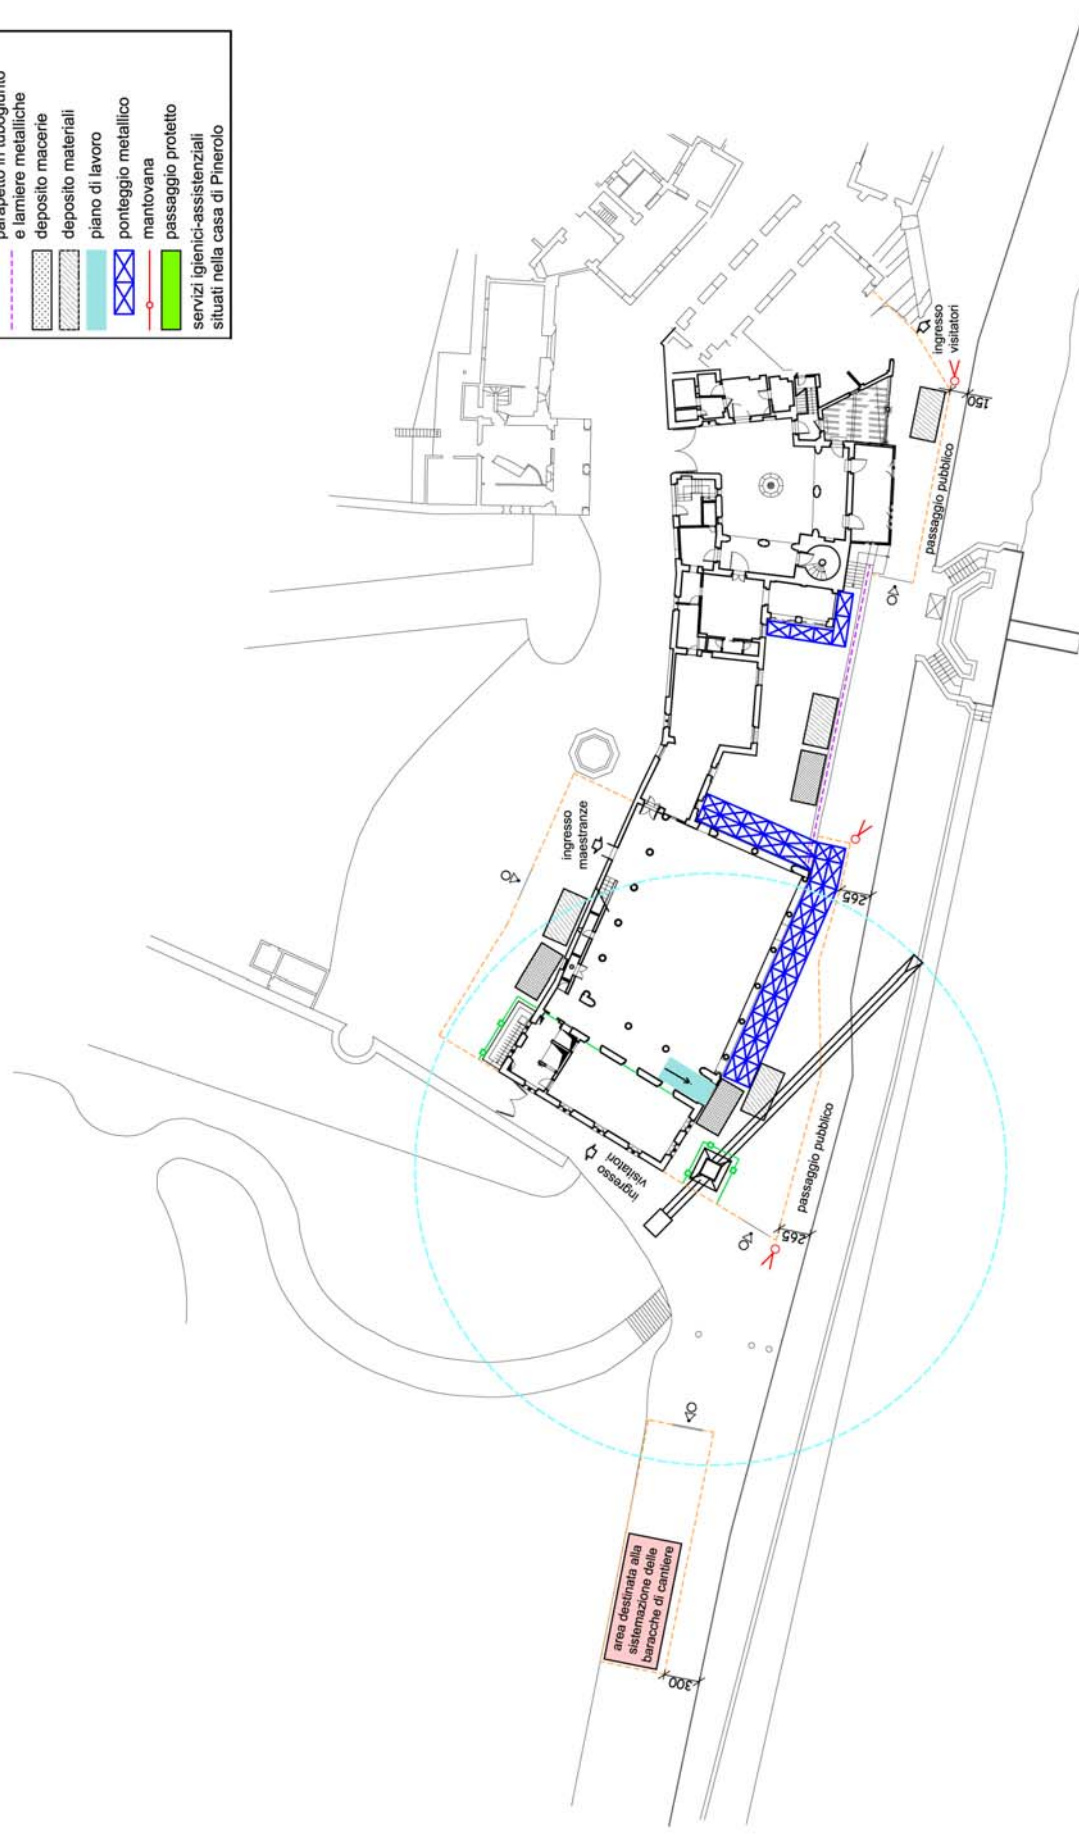 parapetto in tubogiunto
e lamiere metalliche
deposito macerie
deposito materiali
piano di lavoro
ponteggio metallico
mantovana
passaggio protetto
servizi igienici-assistenziali
situati nella casa di Pinerolo
ingresso
visitatori
150
passaggio pubblico
ingresso
maestranze
265
ingresso
visitatori
passaggio pubblico
265
area destinata alla
sistemazione delle
baracche di cantiere
300